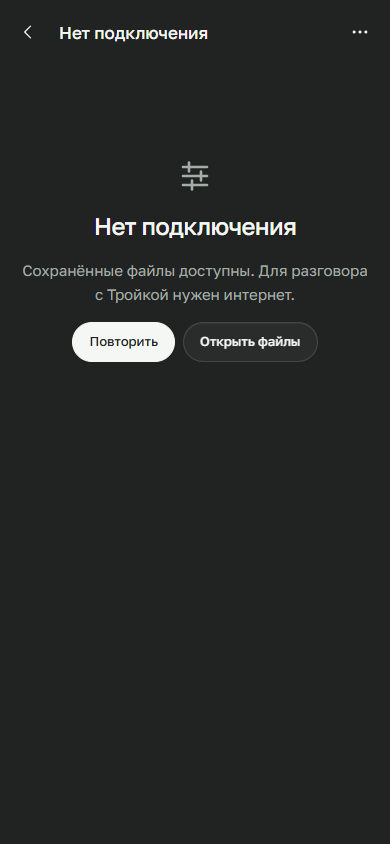 Нет подключения
Нет подключения
Сохранённые файлы доступны. Для разговора
с Тройкой нужен интернет.
Повторить
Открыть файлы